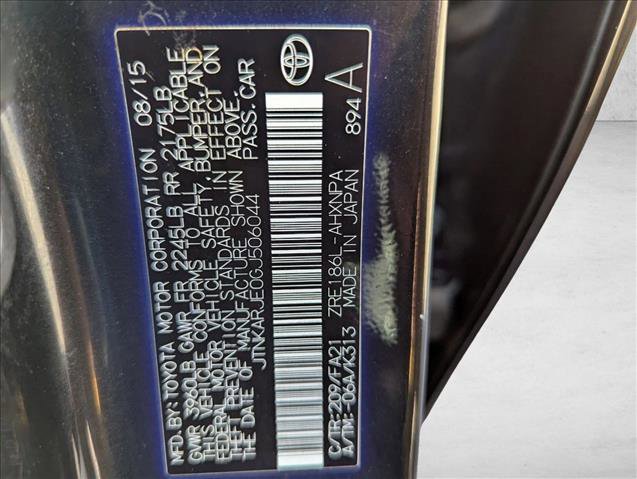 MFD. BY: TOYOTA MOTOR CORPORATION 08/15
GVWR 3960LB GAWR FR 2245LB RR 2175LB
THIS VEHICLE CONFORMS TO ALL APPLICABLE
FEDERAL MOTOR VEHICLE SAFETY, BUMPER, AND
THEFT PREVENTION STANDARDS IN EFFECT ON
THE DATE OF MANUFACTURE SHOWN ABOVE.
JTNKARJE0GJ506044 PASS. CAR
ZRE186L-AHXNPA
C/TR: 209/FA21
A/TM: -06A/K313 MADE IN JAPAN 894 A